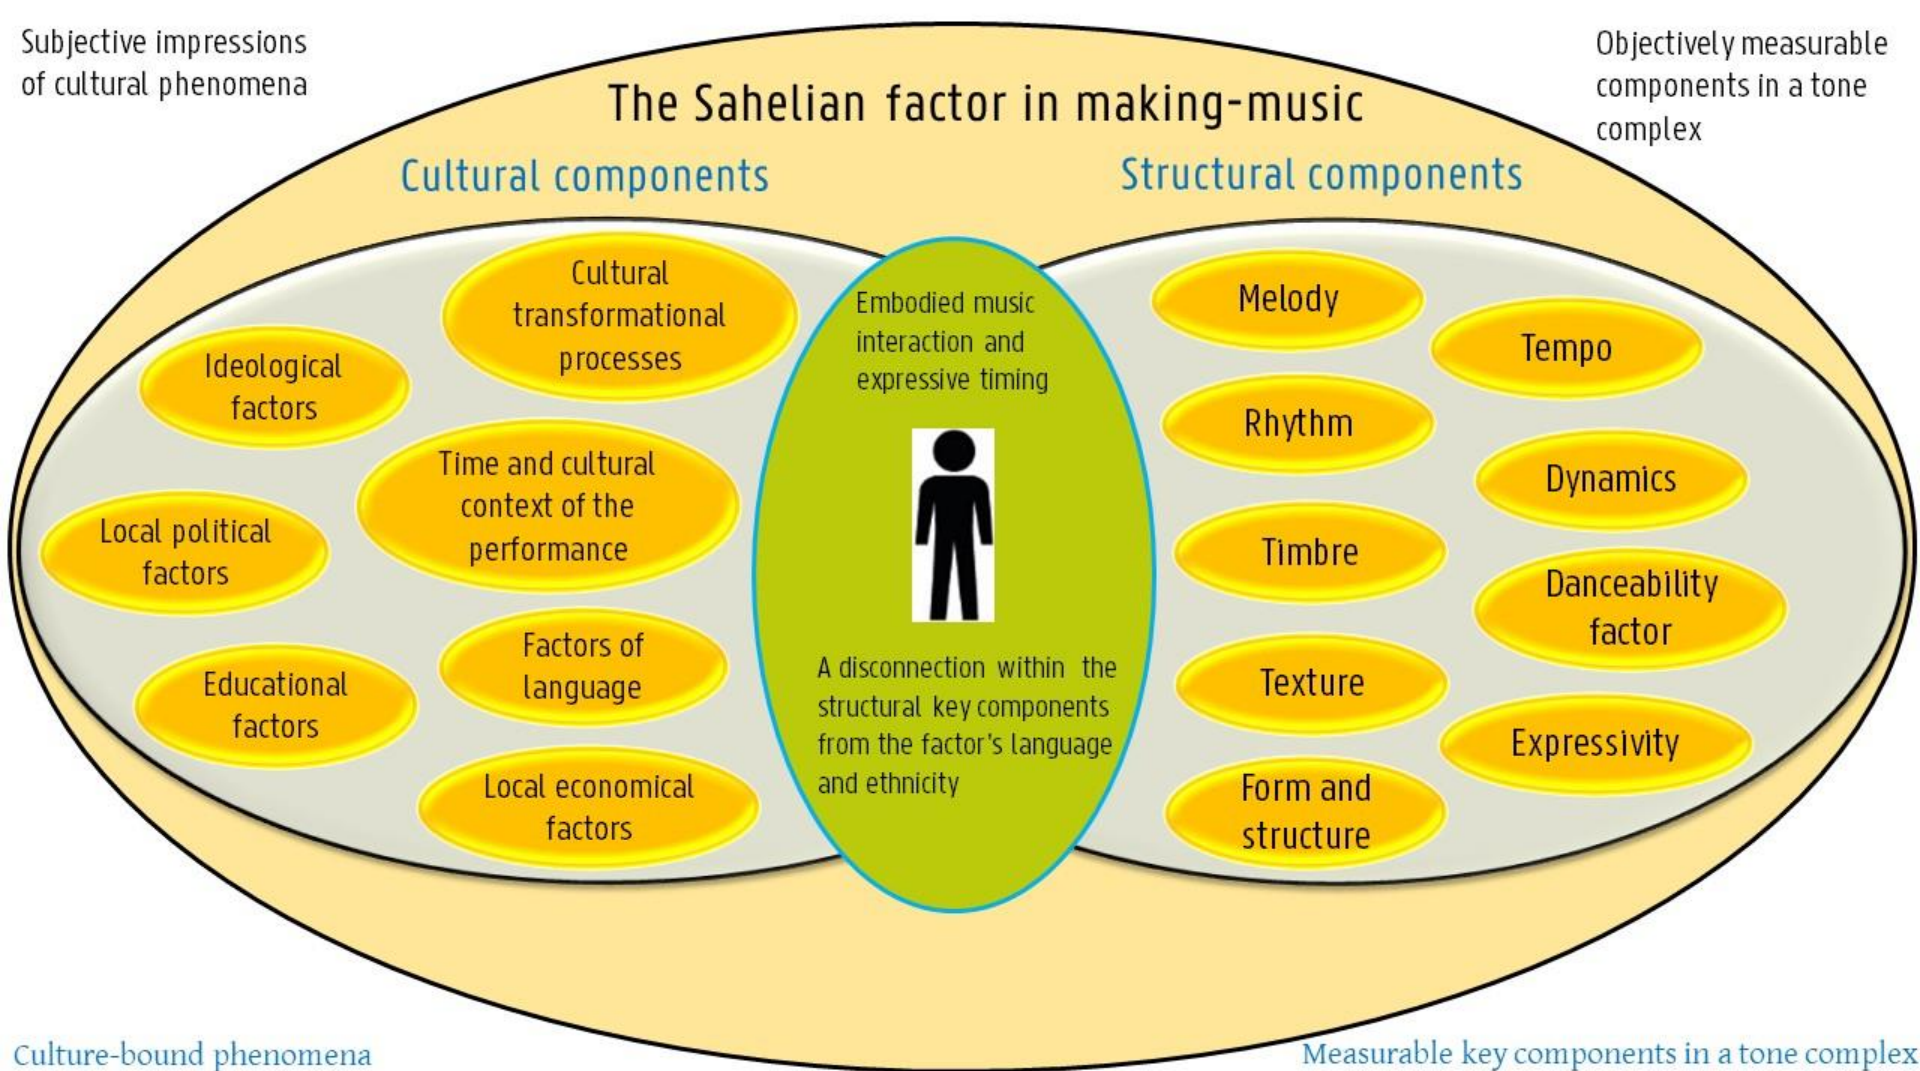 Subjective impressions
of cultural phenomena
Objectively measurable
components in a tone
complex
The Sahelian factor in making-music
Cultural components
Structural components
Cultural
transformational
processes
Ideological
factors
Time and cultural
context of the
performance
Local political
factors
Factors of
language
Educational
factors
Local economical
factors
Embodied music
interaction and
expressive timing
A disconnection within the
structural key components
from the factor's language
and ethnicity
Melody
Tempo
Rhythm
Dynamics
Timbre
Danceability
factor
Texture
Expressivity
Form and
structure
Culture-bound phenomena
Measurable key components in a tone complex